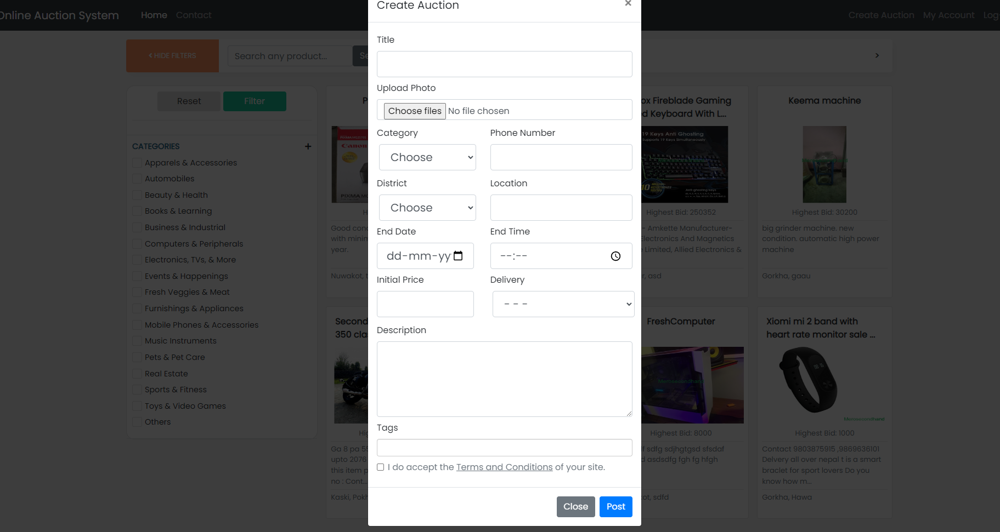 Online Auction System
Home
Contact
Create Auction
My Account
Log
Create Auction
×
HIDE FILTERS
Search any product...
Title
Upload Photo
Choose files No file chosen
Category
Phone Number
Choose
District
Location
Choose
End Date
End Time
dd-mm-yy
--:--
Initial Price
Delivery
- - -
Description
Tags
I do accept the Terms and Conditions of your site.
Close
Post
Reset
Filter
CATEGORIES
Apparels & Accessories
Automobiles
Beauty & Health
Books & Learning
Business & Industrial
Computers & Peripherals
Electronics, TVs, & More
Events & Happenings
Fresh Veggies & Meat
Furnishings & Appliances
Mobile Phones & Accessories
Music Instruments
Pets & Pet Care
Real Estate
Sports & Fitness
Toys & Video Games
Others
Canon
PIXMA
Good
with
year.
Nuwakot,
Fireblade Gaming
Keyboard With L...
19 Keys Anti Ghosting
Supports 19 Keys Simultaneously
10
Anti ghosting keys
Highest Bid: 250352
- Amkette Manufacturer-
Electronics And Magnetics
Limited, Allied Electronics &
asd
Keema machine
Highest Bid: 30200
big grinder machine. new
condition. automatic high power
machine
Gorkha, gaau
Second
350
Ga 8 pa
upto 2076
this item
no : Cont...
Kaski,
FreshComputer
Merosecondhand
Highest Bid: 8000
sdfg sdjhgtgsd sfsdaf
asdsdfg fgh fg hfgh
sdfd
Xiomi mi 2 band with
heart rate monitor sale ...
Merosecondhand
Highest Bid: 1000
Contact 9803875915 ,9869636101
Delvery all over nepal t is a smart
braclet for sport lovers Do you
know how m...
Gorkha, Hawa